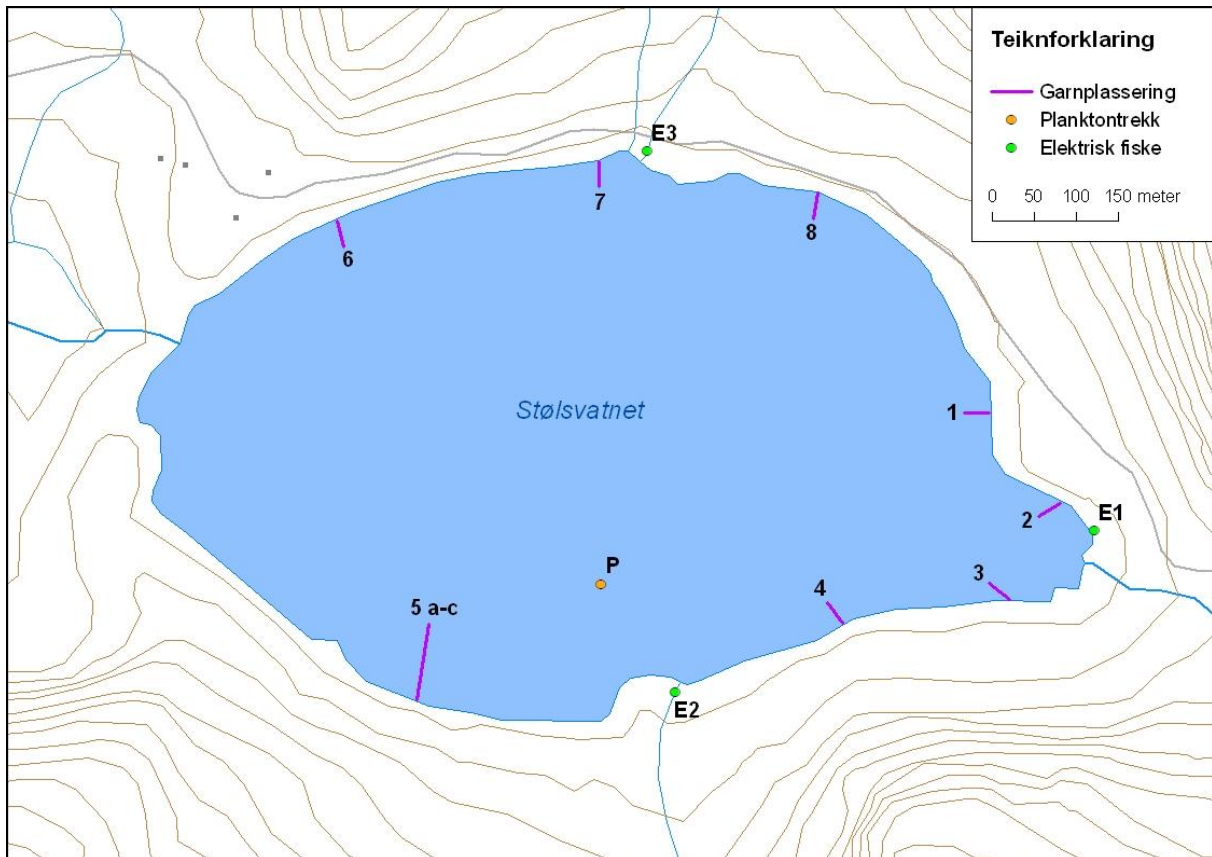 Teiknforklaring
Garnplassering
Planktontrekk
Elektrisk fiske
0 50 100 150 meter
E3
7
8
6
Stølsvatnet
1
2
E1
P
3
4
5 a-c
E2